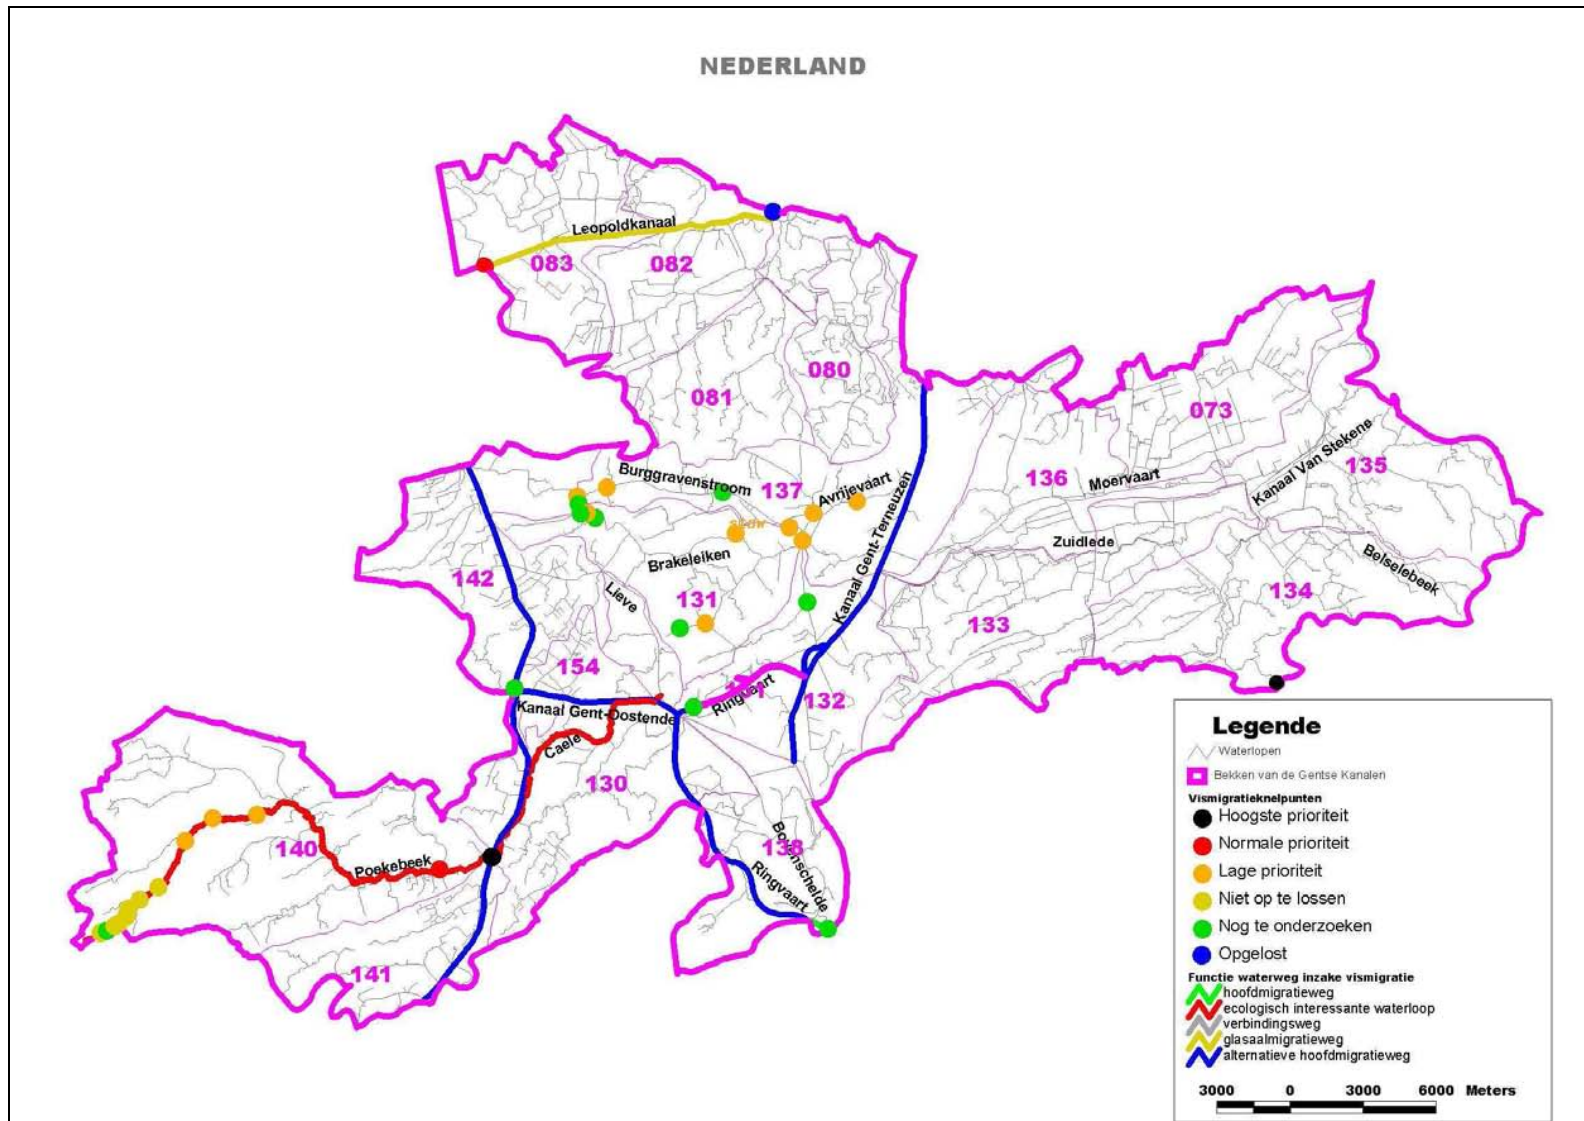 NEDERLAND
Leopoldkanaal
083
082
080
081
073
Kanaal Van Stekene
135
136
Moervaart
Burggravenstroom
137
Avrijevaart
Kanaal Gent-Terneuzen
Zuidlede
Belselebeek
Brakeleiken
142
Lieve
131
134
133
154
Ringvaart
132
Kanaal Gent-Oostende
Caele
130
140
Poekebeek
138
Bovenschelde
Ringvaart
141
Legende
Waterlopen
Bekken van de Gentse Kanalen
Vismigratieknelpunten
Hoogste prioriteit
Normale prioriteit
Lage prioriteit
Niet op te lossen
Nog te onderzoeken
Opgelost
Functie waterweg inzake vismigratie
hoofdmigratieweg
ecologisch interessante waterloop
verbindingsweg
glasaalmigratieweg
alternatieve hoofdmigratieweg
3000 0 3000 6000 Meters